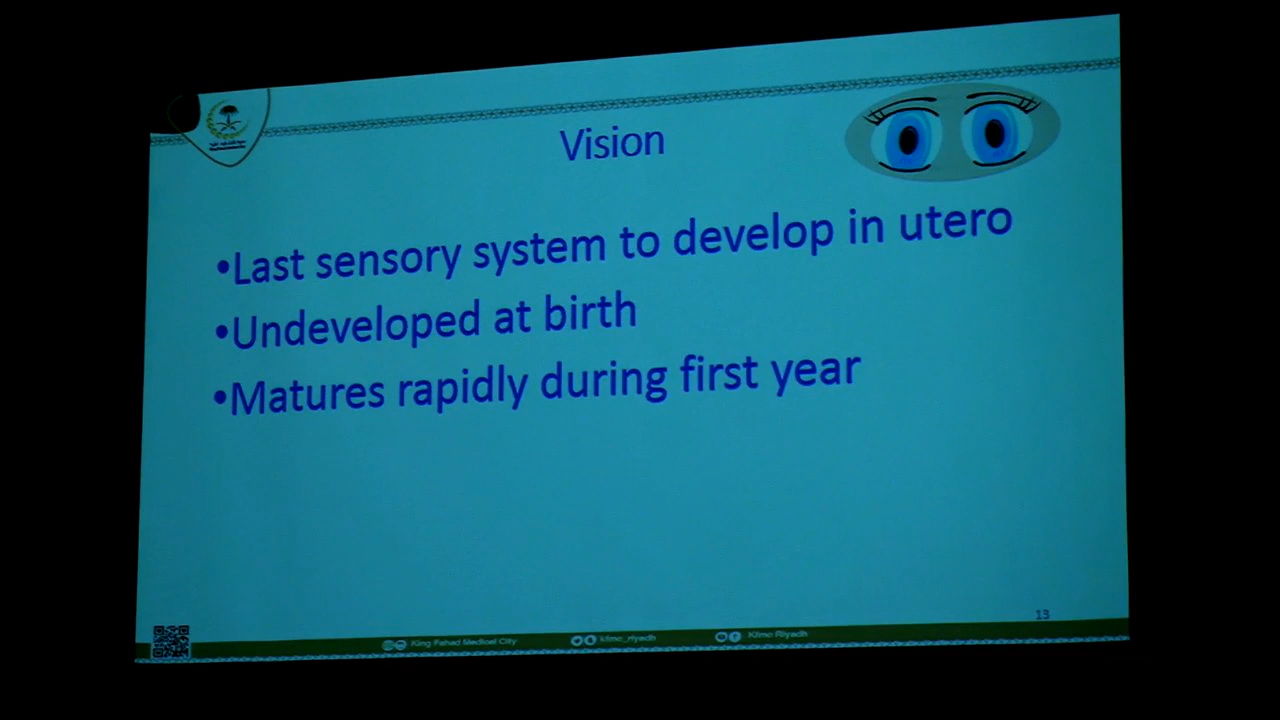 Vision
•Last sensory system to develop in utero
•Undeveloped at birth
•Matures rapidly during first year
13
King Fahad Medical City
kfmc_riyadh
Kfmc Riyadh